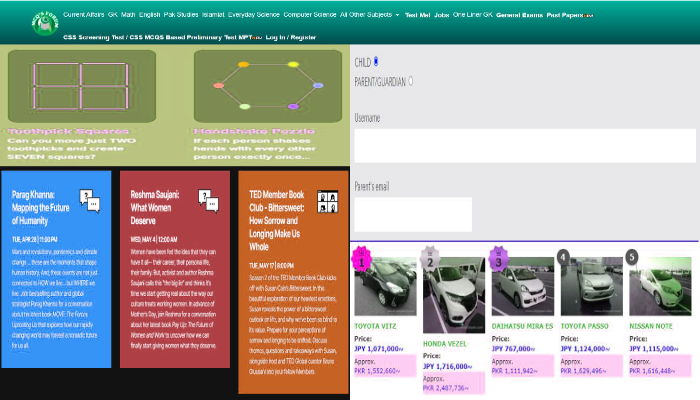 MCQS FORUM
Current Affairs GK Math English Pak Studies Islamiat Everyday Science Computer Science All Other Subjects Test Me! Jobs One Liner GK General Exams Past Papers
CSS Screening Test / CSS MCQS Based Preliminary Test MPT Log In / Register
Toothpick Squares
Can you move just TWO
toothpicks and create
SEVEN squares?
Handshake Puzzle
If each person shakes
hands with every other
person exactly once...
CHILD
PARENT/GUARDIAN
Username
Parent's email
Parag Khanna:
Mapping the Future
of Humanity
TUE, APR 26 | 11:00 PM
Wars and revolutions, pandemics and climate
change ... these are the moments that shape
human history. And, these events are not just
connected to HOW we live... but WHERE we
live. Join bestselling author and global
strategist Parag Khanna for a conversation
about his latest book MOVE: The Forces
Uprooting Us that explores how our rapidly
changing world may foretell a nomadic future
for us all.
Reshma Saujani:
What Women
Deserve
WED, MAY 4 | 12:00 AM
Women have been fed the idea that they can
have it all— their career, their personal life,
their family. But, activist and author Reshma
Saujani calls this "the big lie" and thinks it's
time we start getting real about the way our
culture treats working women. In advance of
Mother's Day, join Reshma for a conversation
about her latest book Pay Up: The Future of
Women and Work to uncover how we can
finally start giving women what they deserve.
TED Member Book
Club - Bittersweet:
How Sorrow and
Longing Make Us
Whole
TUE, MAY 17 | 8:00 PM
Season 2 of the TED Member Book Club kicks
off with Susan Cain's Bittersweet. In this
beautiful exploration of our heaviest emotions,
Susan reveals the power of a bittersweet
outlook on life, and why we've been so blind to
its value. Prepare for your perceptions of
sorrow and longing to be shifted. Discuss
themes, questions and takeaways with Susan,
alongside host and TED Global curator Bruno
Giussani and your fellow Members.
1
2
3
4
5
TOYOTA VITZ
Price:
JPY 1,071,000~
Approx.
PKR 1,552,660~
HONDA VEZEL
Price:
JPY 1,716,000~
Approx.
PKR 2,487,736~
DAIHATSU MIRA ES
Price:
JPY 767,000~
Approx.
PKR 1,111,942~
TOYOTA PASSO
Price:
JPY 1,124,000~
Approx.
PKR 1,629,496~
NISSAN NOTE
Price:
JPY 1,115,000~
Approx.
PKR 1,616,448~